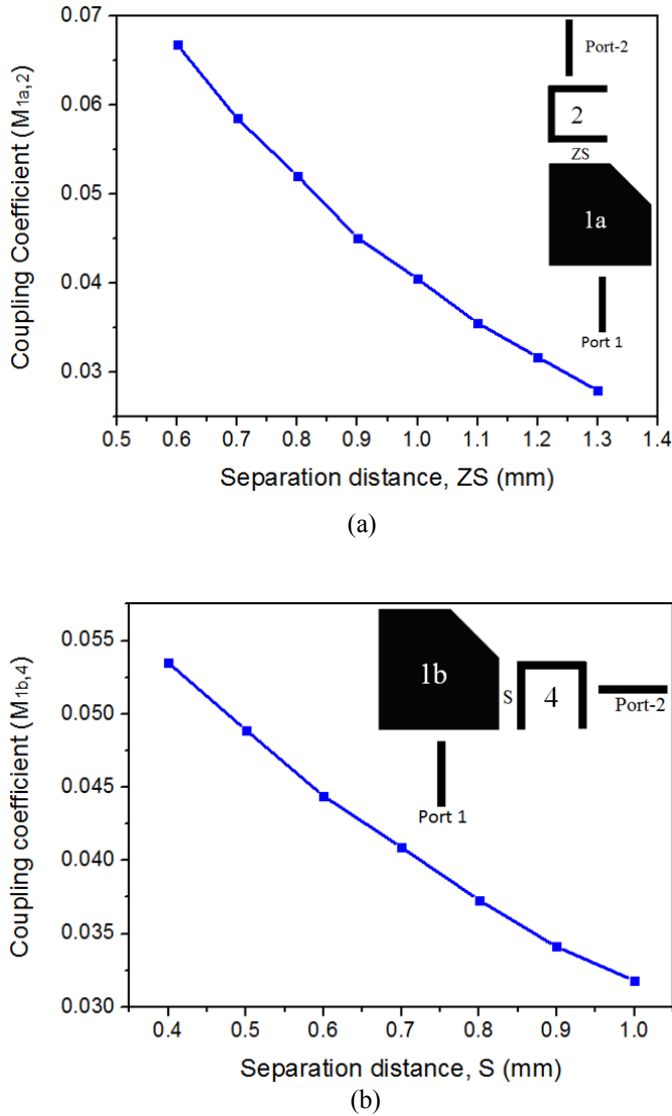 0.07
0.06
0.05
0.04
0.03
Coupling Coefficient (M1a,2)
Port-2
2
ZS
1a
Port 1
0.5 0.6 0.7 0.8 0.9 1.0 1.1 1.2 1.3 1.4
Separation distance, ZS (mm)
(a)
0.055
0.050
0.045
0.040
0.035
0.030
Coupling coefficient (M1b,4)
1b
S
4
Port-2
Port 1
0.4 0.5 0.6 0.7 0.8 0.9 1.0
Separation distance, S (mm)
(b)